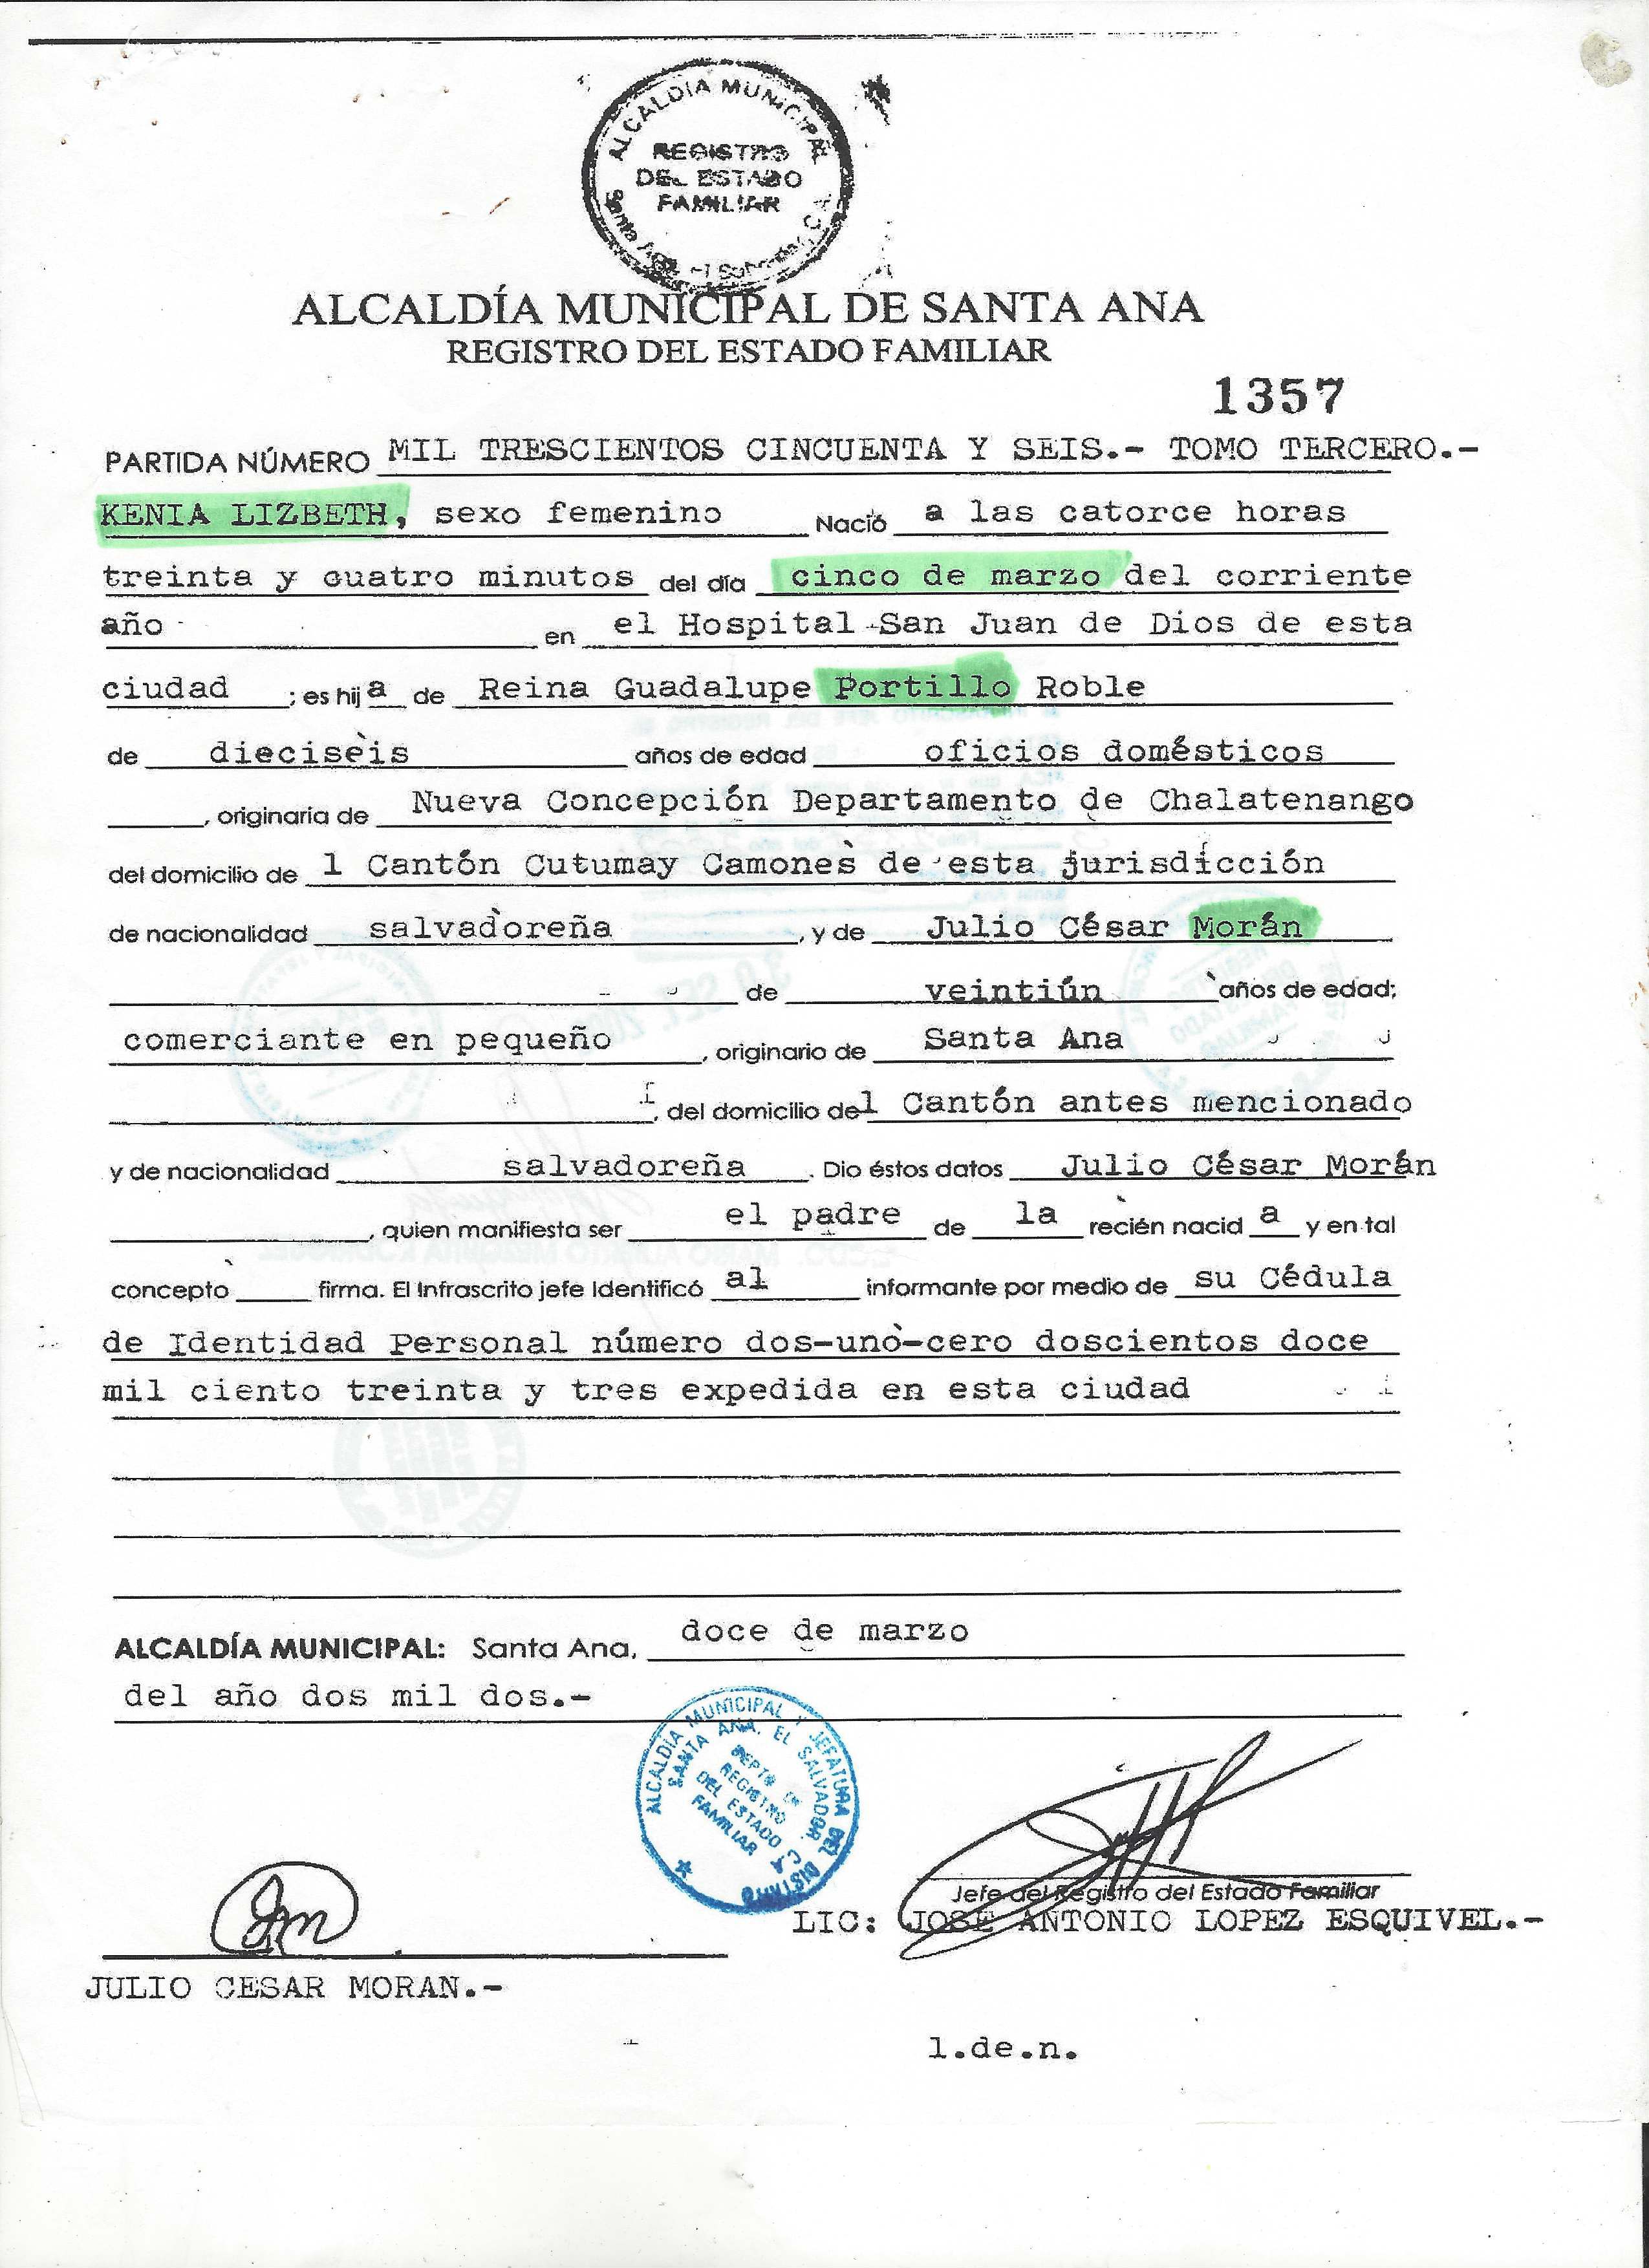 ALCALDIA MUNICIPAL
REGISTRO
DEL ESTADO
FAMILIAR
Santa Ana, El Salvador, C.A.
ALCALDÍA MUNICIPAL DE SANTA ANA
REGISTRO DEL ESTADO FAMILIAR
1357
PARTIDA NÚMERO MIL TRESCIENTOS CINCUENTA Y SEIS.- TOMO TERCERO.-
KENIA LIZBETH, sexo femenino Nació a las catorce horas
treinta y cuatro minutos del día cinco de marzo del corriente
año en el Hospital San Juan de Dios de esta
ciudad ; es hij a de Reina Guadalupe Portillo Roble
de dieciseis años de edad oficios domésticos
, originaria de Nueva Concepción Departamento de Chalatenango
del domicilio de l Cantón Cutumay Camones de esta jurisdicción
de nacionalidad salvadoreña , y de Julio César Morán
de veintiún años de edad;
comerciante en pequeño , originario de Santa Ana
, del domicilio del Cantón antes mencionado
y de nacionalidad salvadoreña . Dio éstos datos Julio César Morán
, quien manifiesta ser el padre de la recién nacid a y en tal
concepto firma. El Infrascrito jefe Identificó al informante por medio de su Cédula
de Identidad Personal número dos-uno-cero doscientos doce
mil ciento treinta y tres expedida en esta ciudad
ALCALDÍA MUNICIPAL: Santa Ana, doce de marzo
del año dos mil dos.-
ALCALDIA MUNICIPAL Y JEFATURA DEL DISTRITO
SANTA ANA, EL SALVADOR
DEPTO DE
REGISTRO
DEL ESTADO
FAMILIAR
Jefe del Registro del Estado Familiar
LIC: JOSE ANTONIO LOPEZ ESQUIVEL.-
JULIO CESAR MORAN.-
l.de.n.